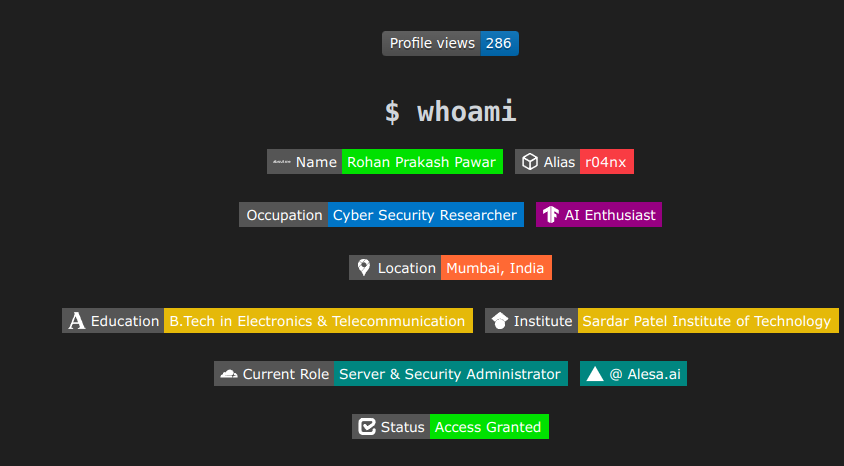 Profile views 286
$ whoami
Name Rohan Prakash Pawar Alias r04nx
Occupation Cyber Security Researcher AI Enthusiast
Location Mumbai, India
Education B.Tech in Electronics & Telecommunication Institute Sardar Patel Institute of Technology
Current Role Server & Security Administrator @ Alesa.ai
Status Access Granted